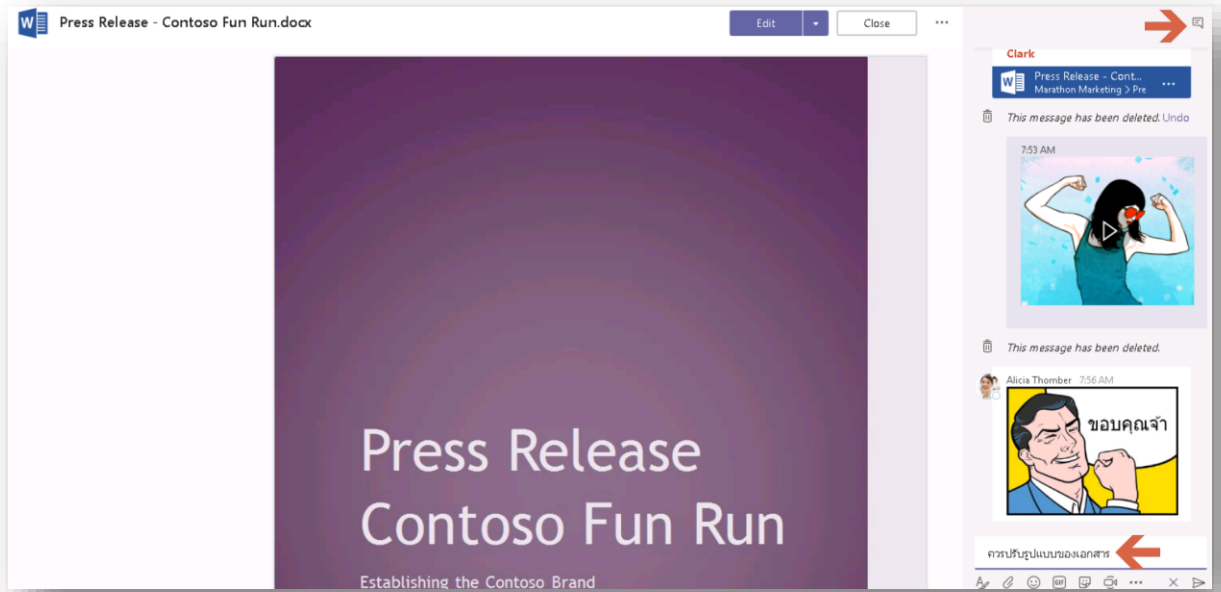 Press Release - Contoso Fun Run.docx
Edit
Close
Clark
Press Release - Cont...
Marathon Marketing > Pre
This message has been deleted. Undo
7:53 AM
This message has been deleted.
Alicia Thomber 7:56 AM
ขอบคุณจ้า
Press Release
Contoso Fun Run
Establishing the Contoso Brand
ควรปรับรูปแบบของเอกสาร
GIF